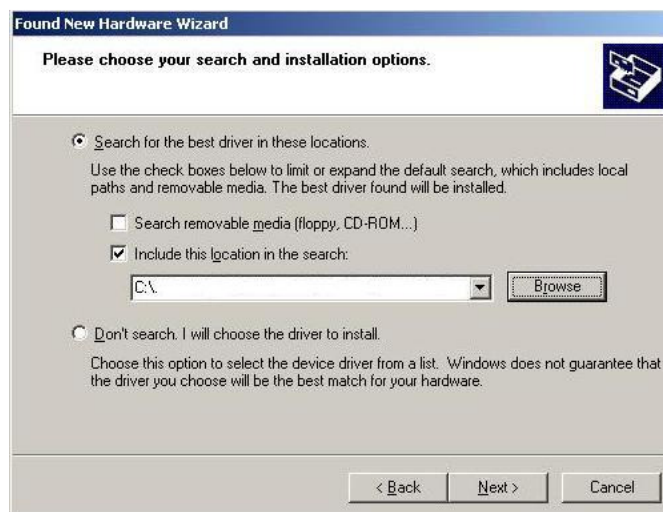 Found New Hardware Wizard
Please choose your search and installation options.
Search for the best driver in these locations.
Use the check boxes below to limit or expand the default search, which includes local
paths and removable media. The best driver found will be installed.
Search removable media (floppy, CD-ROM...)
Include this location in the search:
C:\.
Browse
Don't search. I will choose the driver to install.
Choose this option to select the device driver from a list. Windows does not guarantee that
the driver you choose will be the best match for your hardware.
< Back Next > Cancel